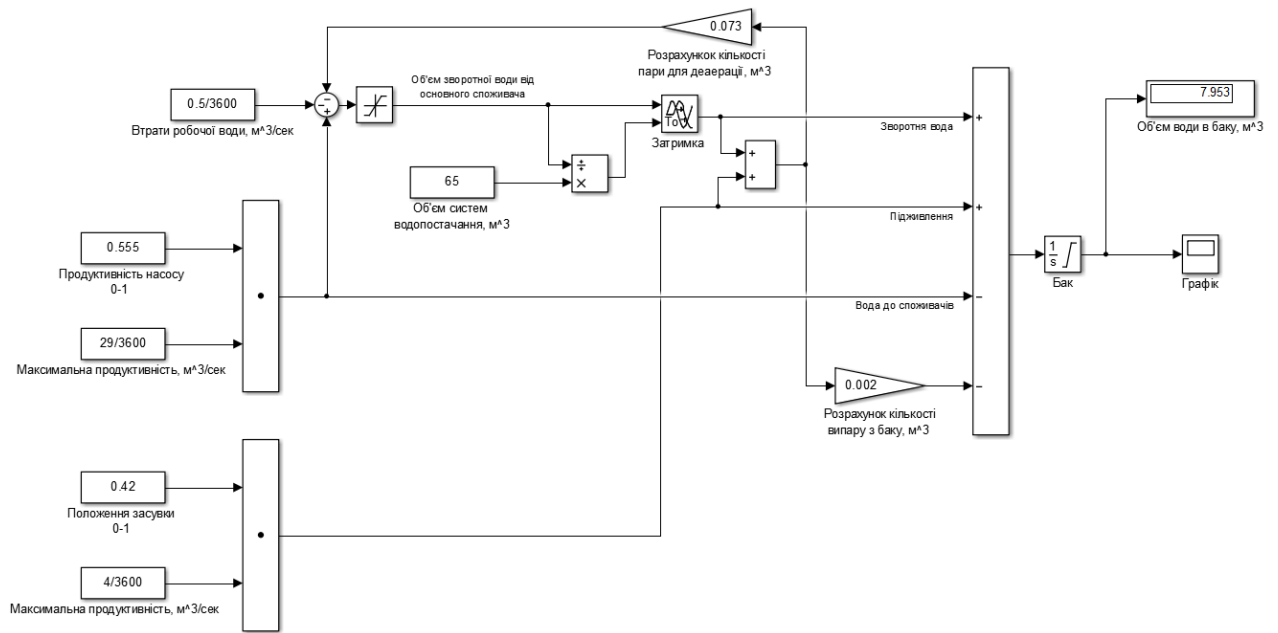 0.073
Розрахункок кількості
пари для деаерації, м^3
Об'єм зворотної води від
основного споживача
0.5/3600
Втрати робочої води, м^3/сек
To
Затримка
65
Об'єм систем
водопостачання, м^3
0.555
Продуктивність насосу
0-1
29/3600
Максимальна продуктивність, м^3/сек
0.42
Положення засувки
0-1
4/3600
Максимальна продуктивність, м^3/сек
Зворотня вода
Підживлення
Вода до споживачів
0.002
Розрахунок кількості
випару з баку, м^3
1
s
Бак
7.953
Об'єм води в баку, м^3
Графік